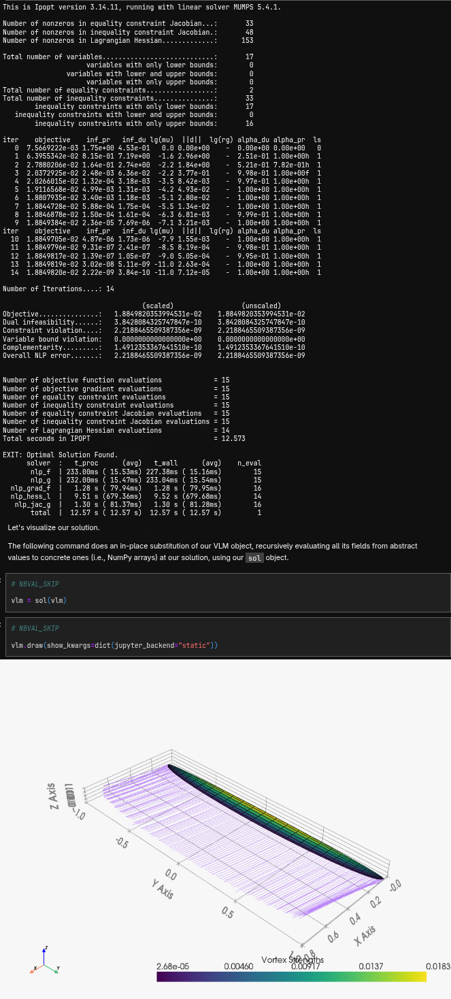 This is Ipopt version 3.14.11, running with linear solver MUMPS 5.4.1.
Number of nonzeros in equality constraint Jacobian...:       33
Number of nonzeros in inequality constraint Jacobian.:       48
Number of nonzeros in Lagrangian Hessian.............:      153
Total number of variables............................:       17
                     variables with only lower bounds:        0
                variables with lower and upper bounds:        0
                     variables with only upper bounds:        0
Total number of equality constraints.................:        2
Total number of inequality constraints...............:       33
        inequality constraints with only lower bounds:       17
   inequality constraints with lower and upper bounds:        0
        inequality constraints with only upper bounds:       16
iter    objective    inf_pr   inf_du lg(mu)  ||d||  lg(rg) alpha_du alpha_pr  ls
   0  7.5669222e-03 1.75e+00 4.53e-01   0.0 0.00e+00    -  0.00e+00 0.00e+00   0
   1  6.3955342e-02 8.15e-01 7.19e+00  -1.6 2.96e+00    -  2.51e-01 1.00e+00h  1
   2  2.7880206e-02 1.64e-01 2.74e+00  -2.2 1.84e+00    -  5.21e-01 7.82e-01h  1
   3  2.0372925e-02 2.48e-03 6.36e-02  -2.2 3.77e-01    -  9.98e-01 1.00e+00f  1
   4  2.0266015e-02 1.32e-04 3.18e-03  -3.5 8.42e-03    -  9.97e-01 1.00e+00h  1
   5  1.9116568e-02 4.99e-03 1.31e-03  -4.2 4.93e-02    -  1.00e+00 1.00e+00h  1
   6  1.8807935e-02 3.40e-03 1.18e-03  -5.1 2.80e-02    -  1.00e+00 1.00e+00h  1
   7  1.8844728e-02 5.88e-04 1.75e-04  -5.5 1.34e-02    -  1.00e+00 1.00e+00h  1
   8  1.8846878e-02 1.50e-04 1.61e-04  -6.3 6.81e-03    -  9.99e-01 1.00e+00h  1
   9  1.8849384e-02 2.36e-05 7.69e-06  -7.1 3.21e-03    -  1.00e+00 1.00e+00h  1
iter    objective    inf_pr   inf_du lg(mu)  ||d||  lg(rg) alpha_du alpha_pr  ls
  10  1.8849705e-02 4.87e-06 1.73e-06  -7.9 1.55e-03    -  1.00e+00 1.00e+00h  1
  11  1.8849796e-02 9.31e-07 2.41e-07  -8.5 8.19e-04    -  9.98e-01 1.00e+00h  1
  12  1.8849817e-02 1.39e-07 1.05e-07  -9.0 5.05e-04    -  9.95e-01 1.00e+00h  1
  13  1.8849819e-02 3.02e-08 5.11e-09 -11.0 2.63e-04    -  1.00e+00 1.00e+00h  1
  14  1.8849820e-02 2.22e-09 3.84e-10 -11.0 7.12e-05    -  1.00e+00 1.00e+00h  1
Number of Iterations....: 14
                                   (scaled)                 (unscaled)
Objective...............:   1.8849820353994531e-02    1.8849820353994531e-02
Dual infeasibility......:   3.8428084325747847e-10    3.8428084325747847e-10
Constraint violation....:   2.2188465509387356e-09    2.2188465509387356e-09
Variable bound violation:   0.0000000000000000e+00    0.0000000000000000e+00
Complementarity.........:   1.4912353367641510e-10    1.4912353367641510e-10
Overall NLP error.......:   2.2188465509387356e-09    2.2188465509387356e-09
Number of objective function evaluations             = 15
Number of objective gradient evaluations             = 15
Number of equality constraint evaluations            = 15
Number of inequality constraint evaluations          = 15
Number of equality constraint Jacobian evaluations   = 15
Number of inequality constraint Jacobian evaluations = 15
Number of Lagrangian Hessian evaluations             = 14
Total seconds in IPOPT                               = 12.573
EXIT: Optimal Solution Found.
      solver  :   t_proc      (avg)   t_wall      (avg)    n_eval
       nlp_f  | 233.00ms ( 15.53ms) 227.38ms ( 15.16ms)        15
       nlp_g  | 232.00ms ( 15.47ms) 233.04ms ( 15.54ms)        15
  nlp_grad_f  |   1.28 s ( 79.94ms)   1.28 s ( 79.95ms)        16
  nlp_hess_l  |   9.51 s (679.36ms)   9.52 s (679.68ms)        14
   nlp_jac_g  |   1.30 s ( 81.37ms)   1.30 s ( 81.28ms)        16
       total  |  12.57 s ( 12.57 s)  12.57 s ( 12.57 s)         1
Let's visualize our solution.
The following command does an in-place substitution of our VLM object, recursively evaluating all its fields from abstract
values to concrete ones (i.e., NumPy arrays) at our solution, using our sol object.
# NBVAL_SKIP
vlm = sol(vlm)
# NBVAL_SKIP
vlm.draw(show_kwargs=dict(jupyter_backend="static"))
Z Axis
-1.0
-0.5
0.0
0.5
Y Axis
-0.0
0.2
0.4
0.6
0.8
X Axis
Z
X
Y
Vortex Strengths
2.68e-05 0.00460 0.00917 0.0137 0.0183